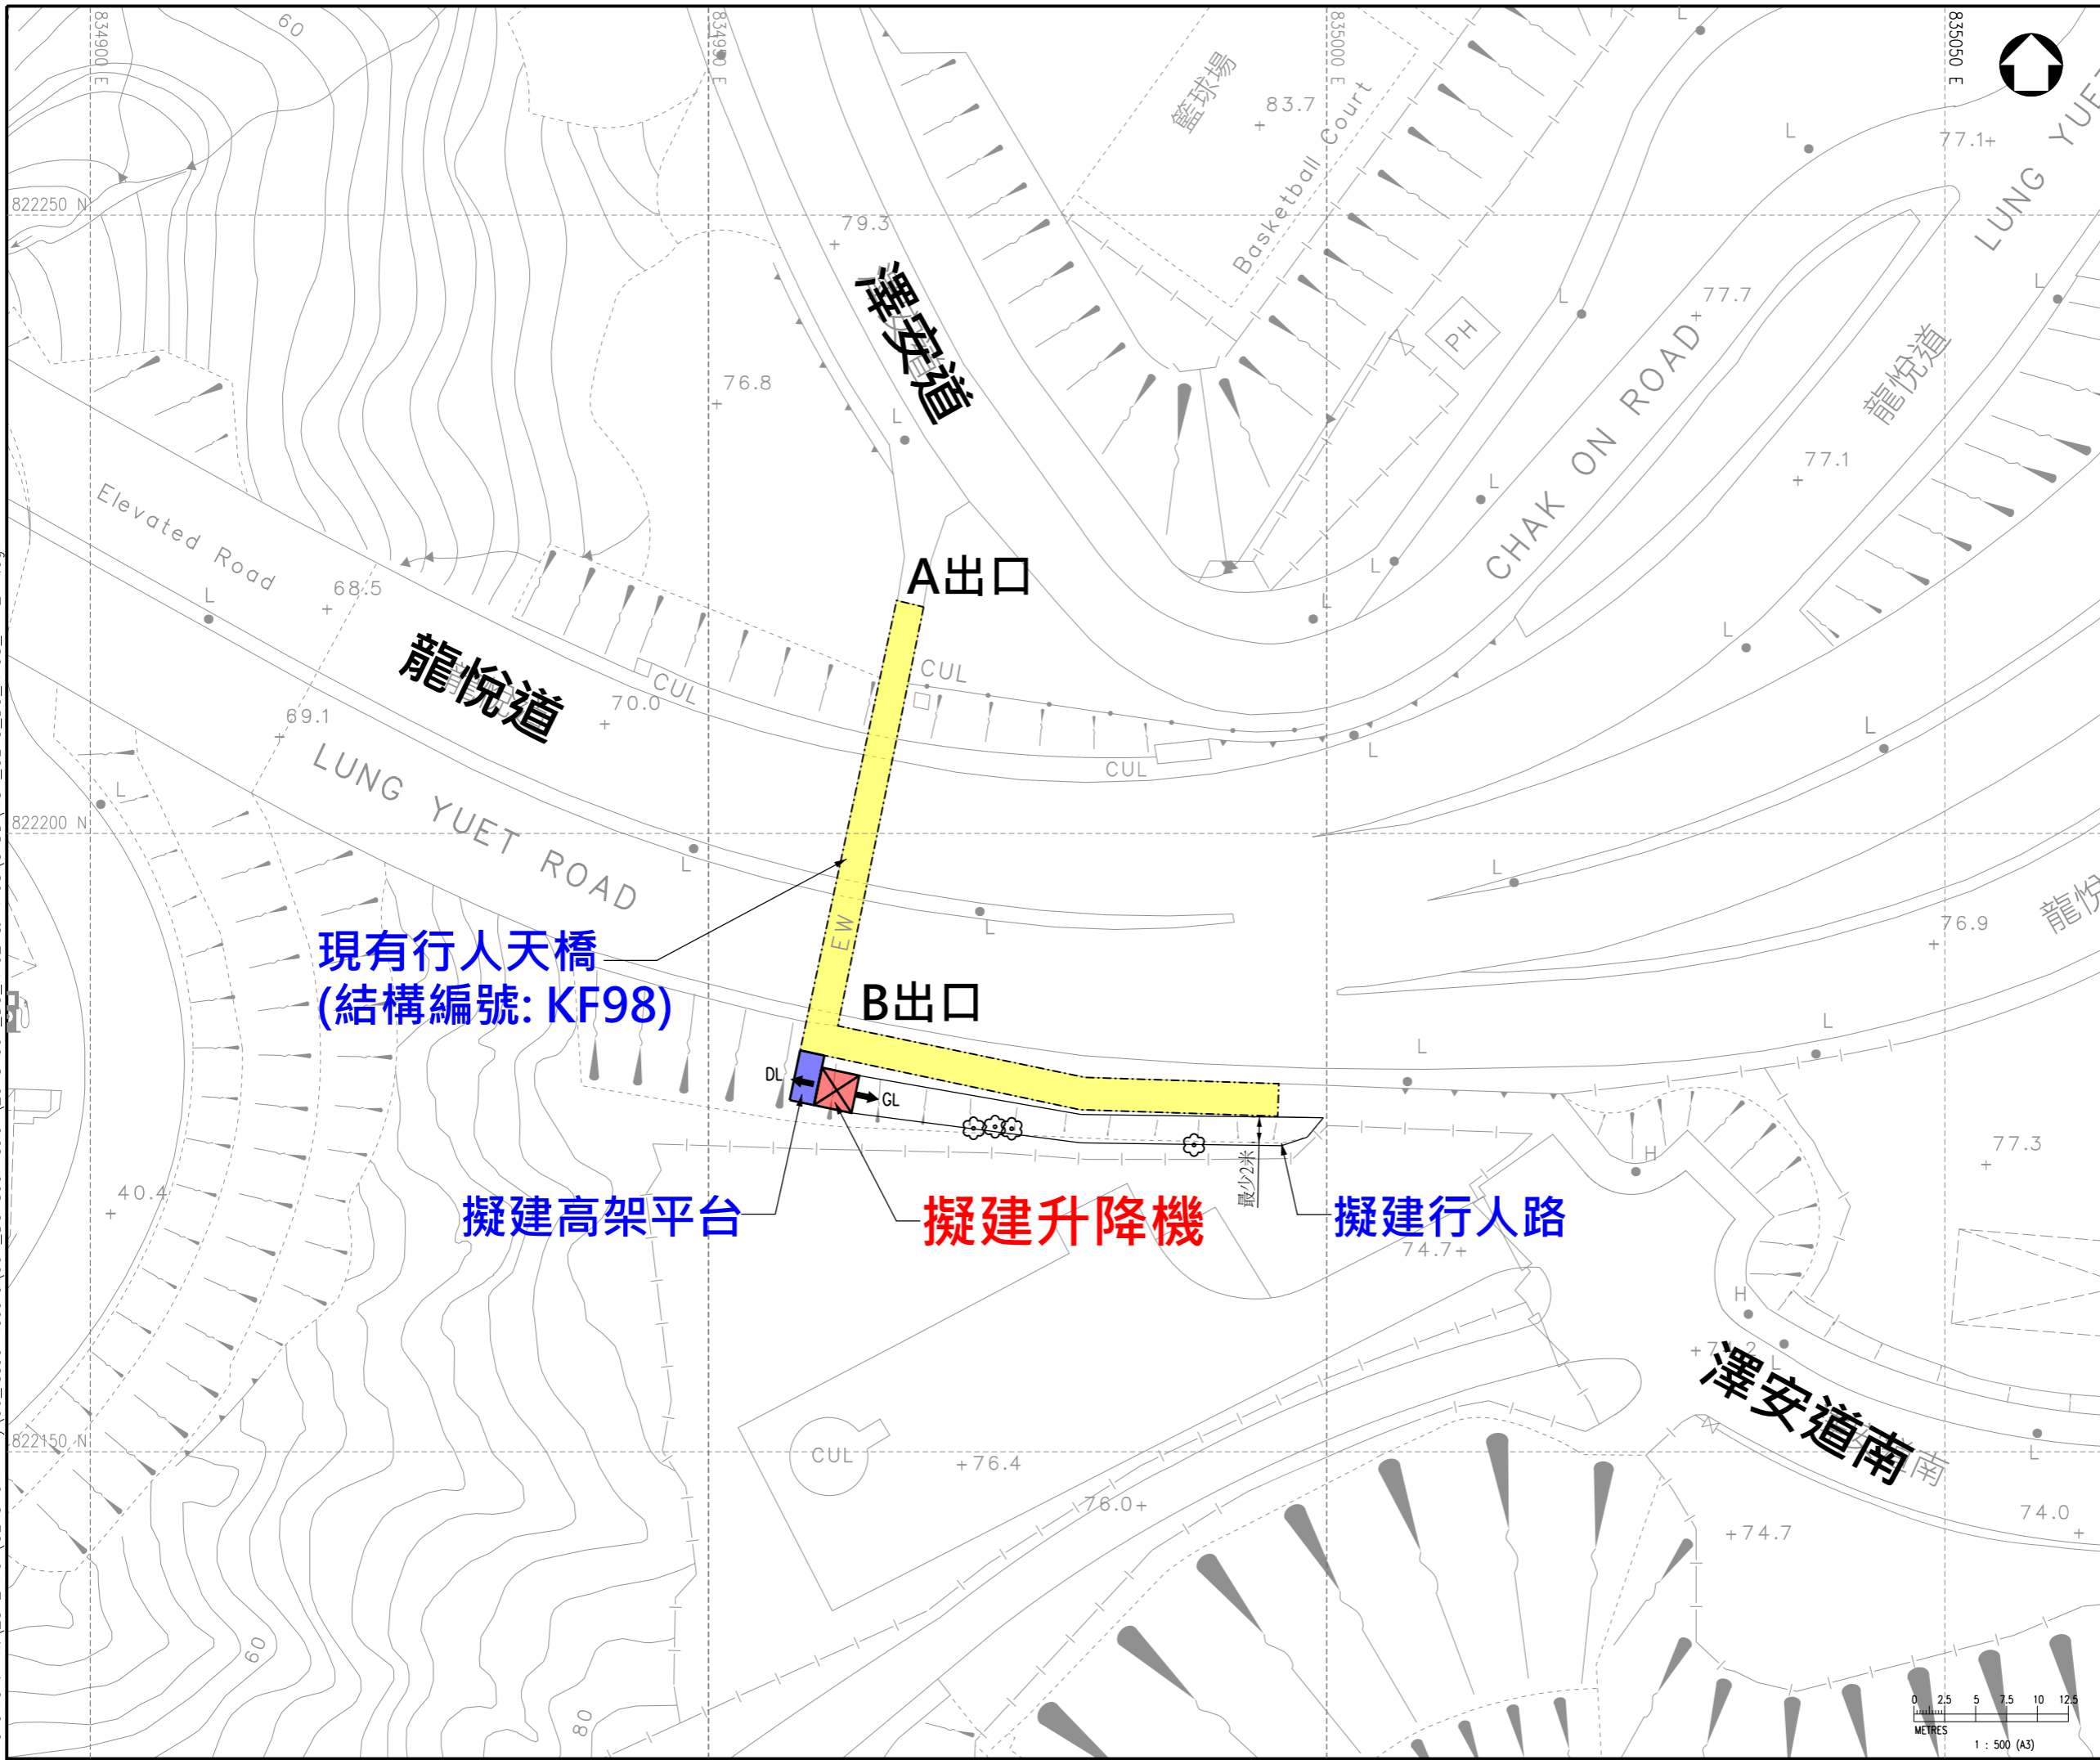 60
834900 E
834950 E
835000 E
835050 E
L
籃球場
83.7
Basketball Court
L
77.1
LUNG YUET
822250 N
79.3
澤安道
L
77.7
L
PH
龍悅道
76.8
L
CHAK ON ROAD
77.1
L
Elevated Road
68.5
L
A出口
L
L
L
龍悅道
CUL
CUL
70.0
69.1
LUNG YUET ROAD
CUL
L
L
L
822200 N
L
L
76.9
龍悅
EW
L
現有行人天橋
(結構編號: KF98)
B出口
L
L
DL
GL
77.3
H
最少2米
40.4
擬建高架平台
擬建升降機
擬建行人路
74.7
H
L
澤安道南
822150 N
CUL
76.4
76.0
L
74.0
74.7
60
80
0 2.5 5 7.5 10 12.5
METRES
1 : 500 (A3)